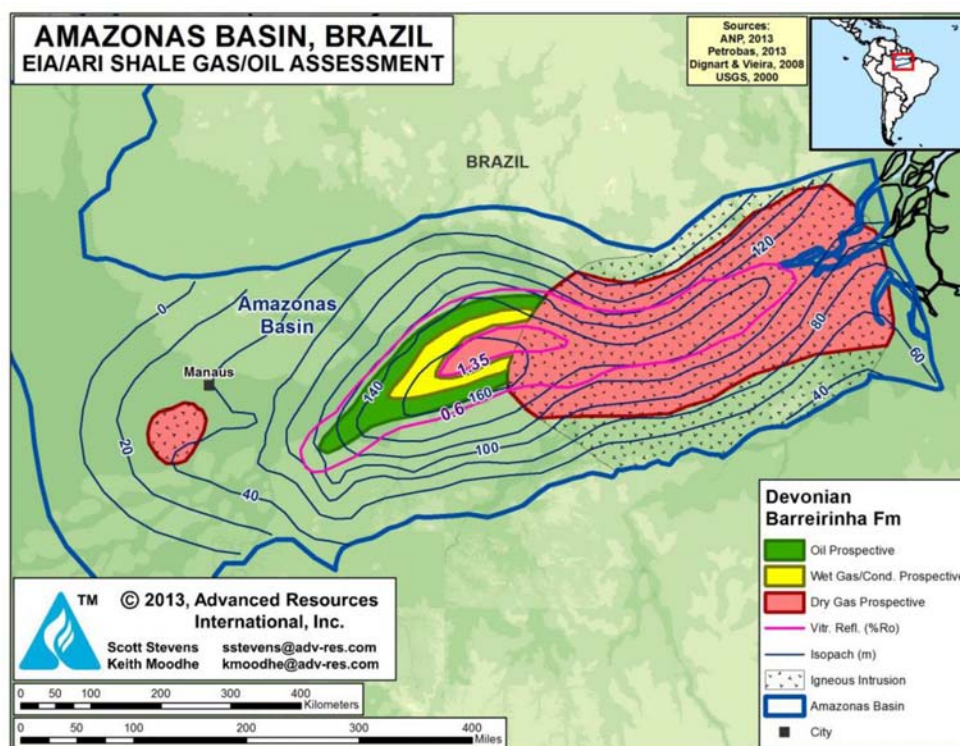 AMAZONAS BASIN, BRAZIL
EIA/ARI SHALE GAS/OIL ASSESSMENT
Sources:
ANP, 2013
Petrobas, 2013
Dignart & Vieira, 2008
USGS, 2000
BRAZIL
120
0
Amazonas
Basin
80
Manaus
60
1.35
140
160
0.6
40
20
100
40
Devonian
Barreirinha Fm
Oil Prospective
Wet Gas/Cond. Prospective
Dry Gas Prospective
Vitr. Refl. (%Ro)
Isopach (m)
Igneous Intrusion
Amazonas Basin
City
TM
© 2013, Advanced Resources
International, Inc.
Scott Stevens sstevens@adv-res.com
Keith Moodhe kmoodhe@adv-res.com
0 50 100 200 300 400
Kilometers
0 50 100 200 300 400
Miles